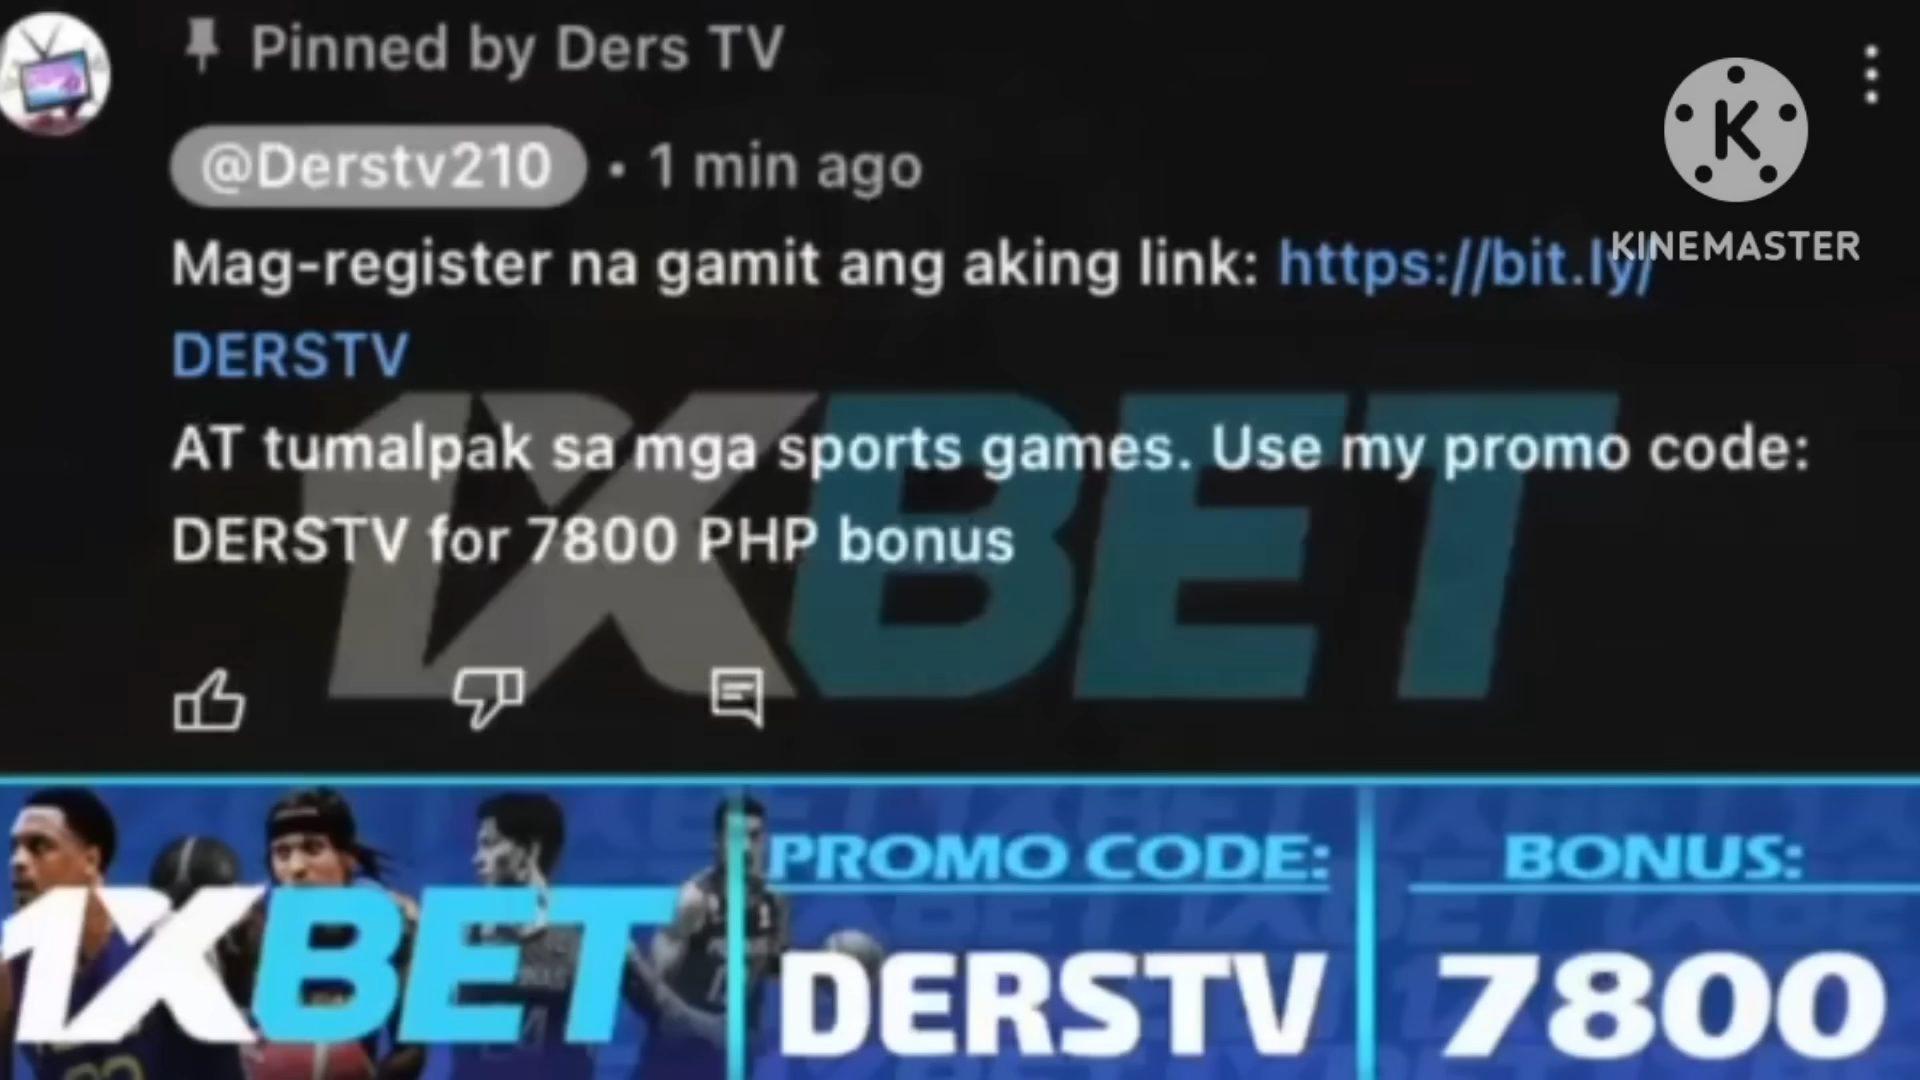 Pinned by Ders TV
@Derstv210 • 1 min ago
Mag-register na gamit ang aking link: https://bit.ly/
DERSTV
AT tumalpak sa mga sports games. Use my promo code:
DERSTV for 7800 PHP bonus
KINEMASTER
1XBET
1XBET
PROMO CODE:
DERSTV
BONUS:
7800